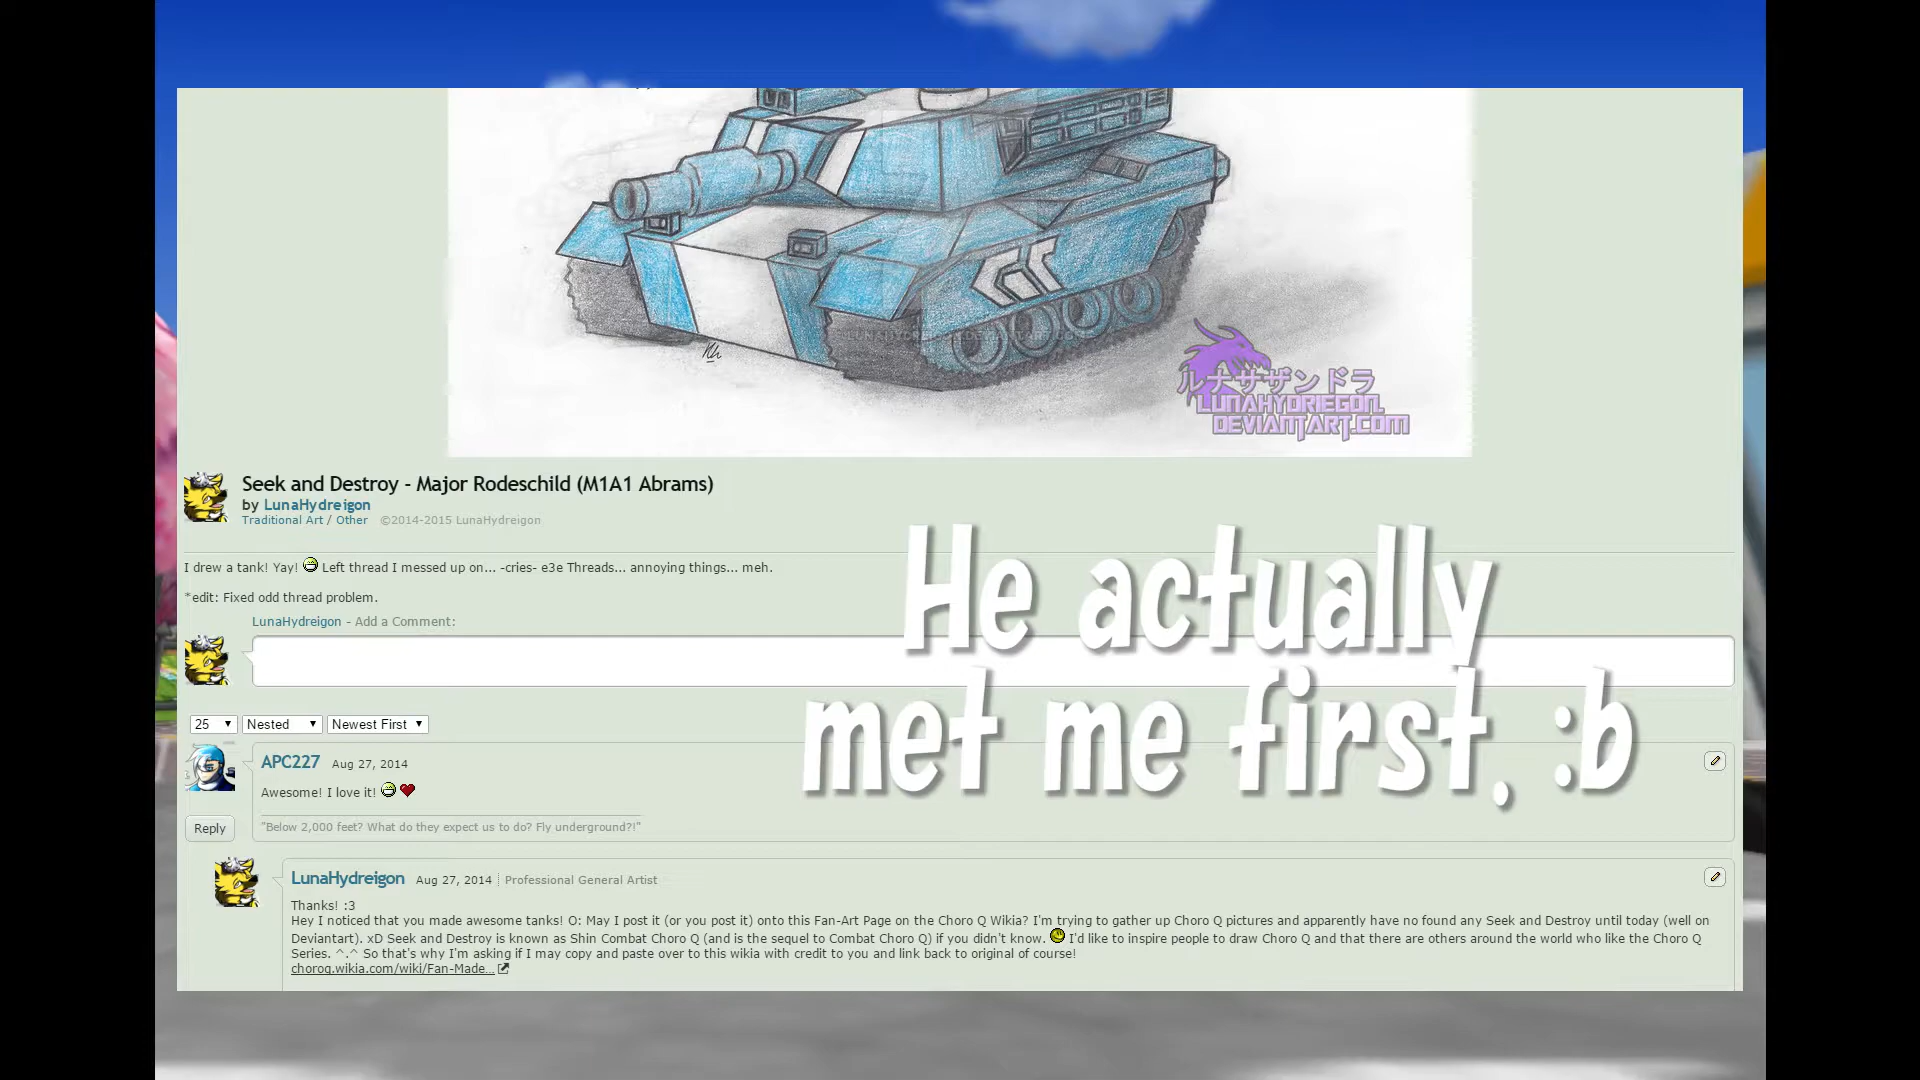 ルナサザンドラ
LUNAHYDRIEGON.
DEVIANTART.COM
Seek and Destroy - Major Rodeschild (M1A1 Abrams)
by LunaHydreigon
Traditional Art / Other ©2014-2015 LunaHydreigon
I drew a tank! Yay! Left thread I messed up on... -cries- e3e Threads... annoying things... meh.
*edit: Fixed odd thread problem.
LunaHydreigon - Add a Comment:
He actually
met me first. :b
25 Nested Newest First
APC227 Aug 27, 2014
Awesome! I love it!
"Below 2,000 feet? What do they expect us to do? Fly underground?!"
Reply
LunaHydreigon Aug 27, 2014 Professional General Artist
Thanks! :3
Hey I noticed that you made awesome tanks! O: May I post it (or you post it) onto this Fan-Art Page on the Choro Q Wikia? I'm trying to gather up Choro Q pictures and apparently have no found any Seek and Destroy until today (well on
Deviantart). xD Seek and Destroy is known as Shin Combat Choro Q (and is the sequel to Combat Choro Q) if you didn't know. I'd like to inspire people to draw Choro Q and that there are others around the world who like the Choro Q
Series. ^.^ So that's why I'm asking if I may copy and paste over to this wikia with credit to you and link back to original of course!
choroq.wikia.com/wiki/Fan-Made...